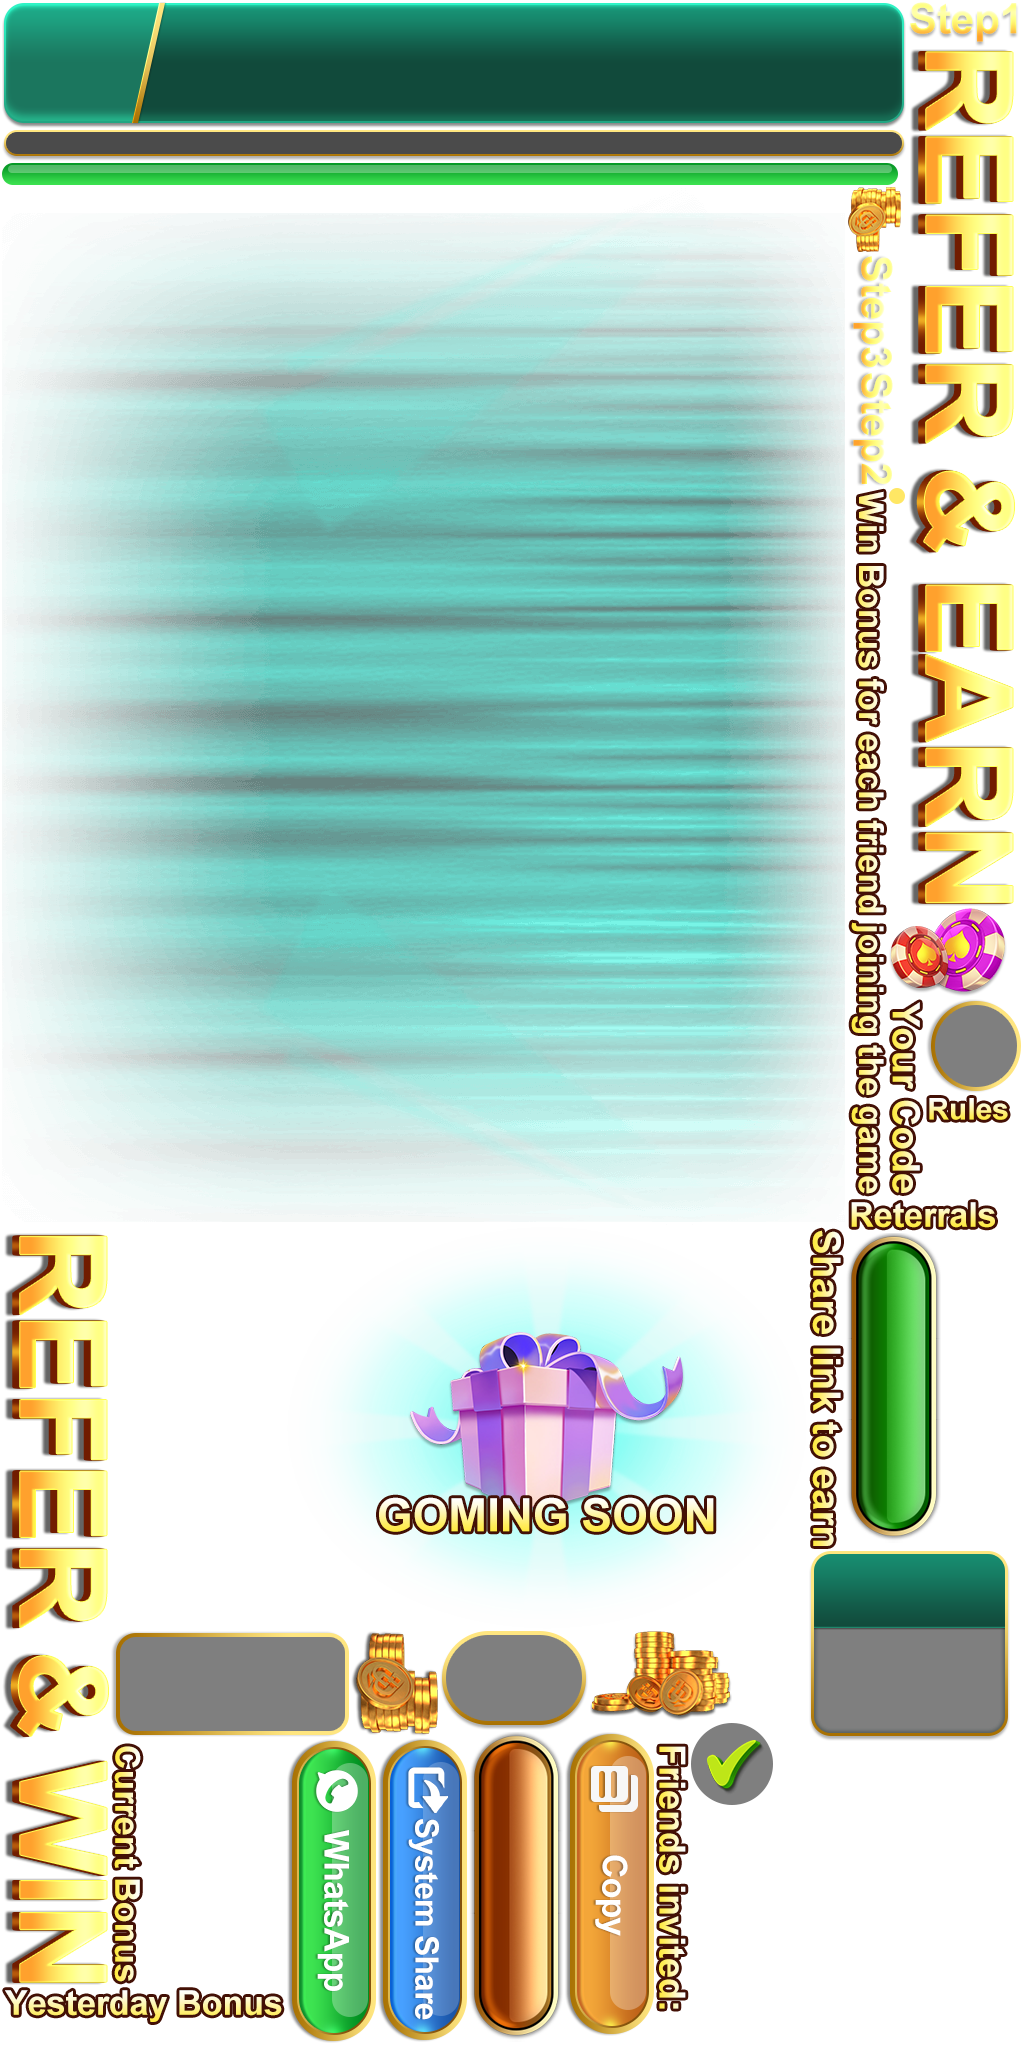 Step1
REFER & EARN
Step3
Step2
Win Bonus for each friend joining the game
Your Code
Rules
Reterrals
Share link to earn
REFER & WIN
GOMING SOON
Current Bonus
Yesterday Bonus
WhatsApp
System Share
Copy
Friends invited: